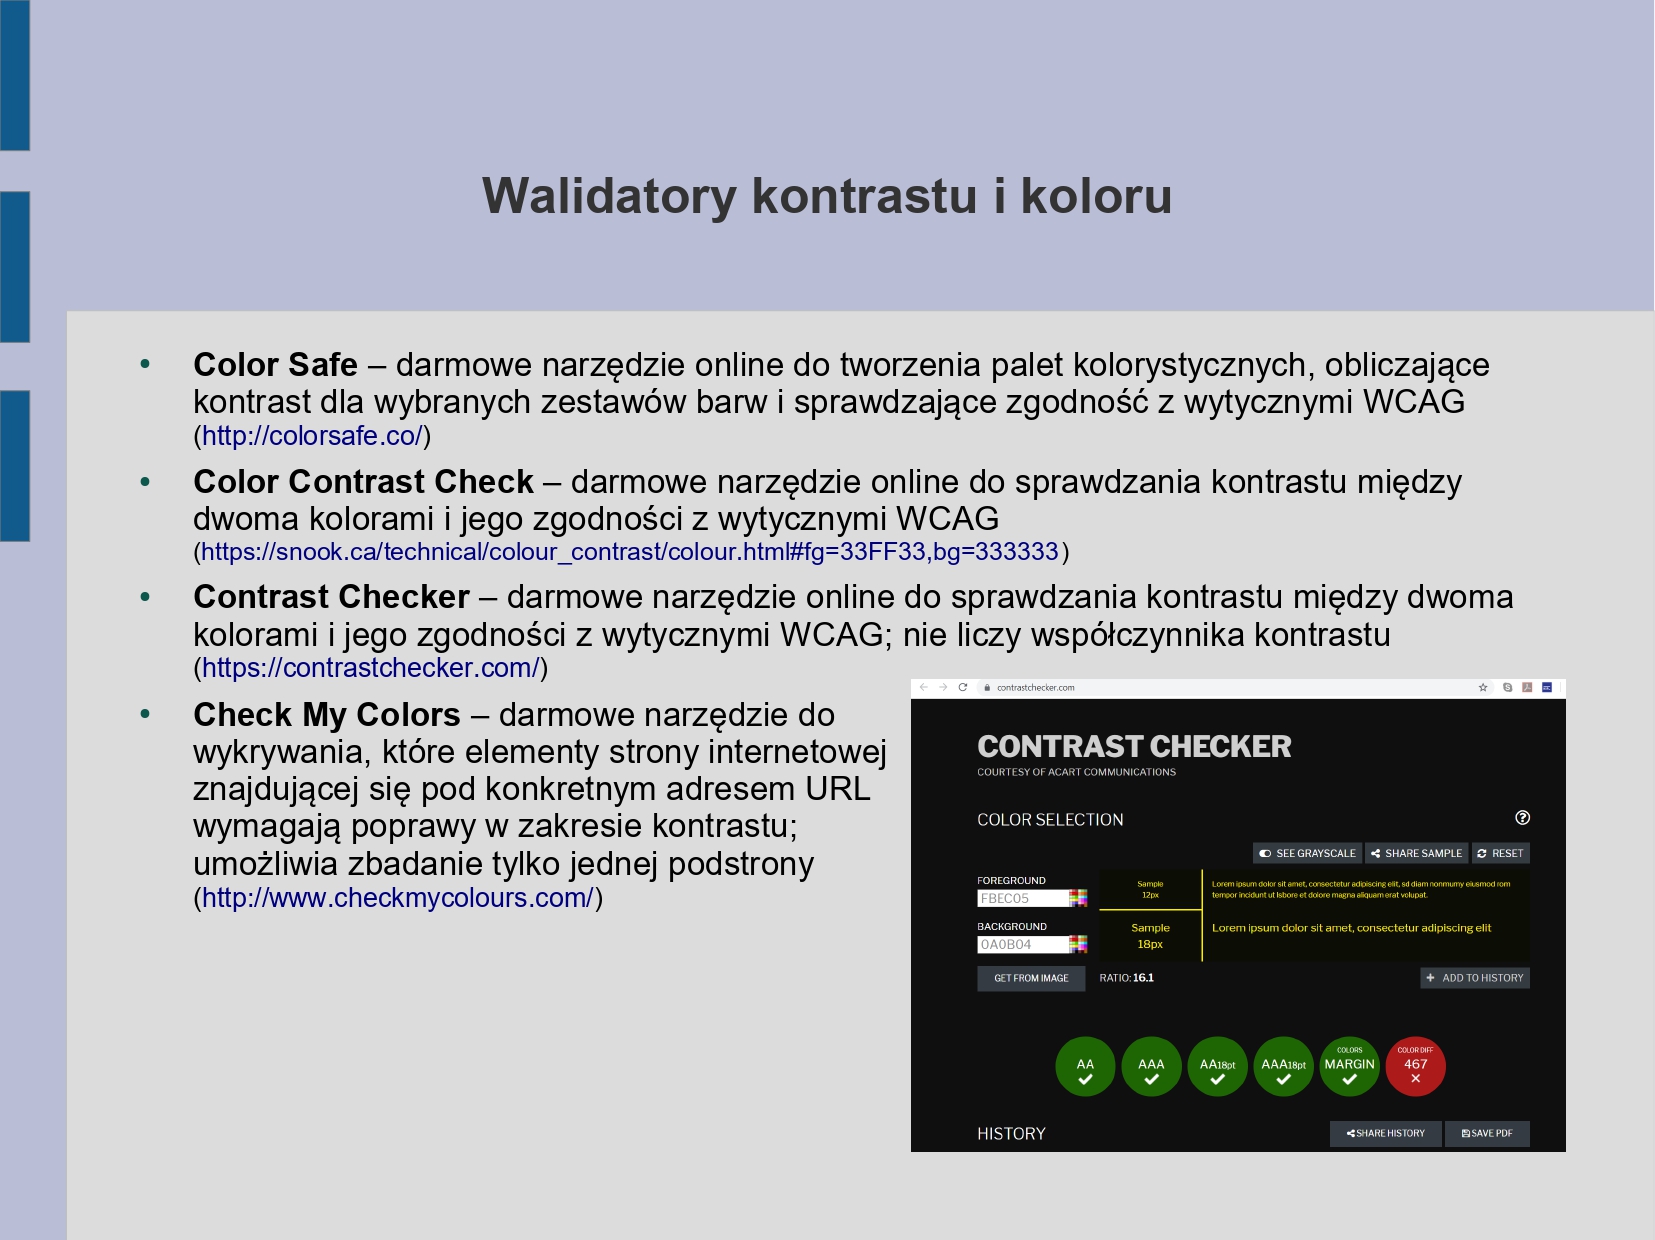 Walidatory kontrastu i koloru
• Color Safe – darmowe narzędzie online do tworzenia palet kolorystycznych, obliczające
kontrast dla wybranych zestawów barw i sprawdzające zgodność z wytycznymi WCAG
(http://colorsafe.co/)
• Color Contrast Check – darmowe narzędzie online do sprawdzania kontrastu między
dwoma kolorami i jego zgodności z wytycznymi WCAG
(https://snook.ca/technical/colour_contrast/colour.html#fg=33FF33,bg=333333)
• Contrast Checker – darmowe narzędzie online do sprawdzania kontrastu między dwoma
kolorami i jego zgodności z wytycznymi WCAG; nie liczy współczynnika kontrastu
(https://contrastchecker.com/)
• Check My Colors – darmowe narzędzie do
wykrywania, które elementy strony internetowej
znajdującej się pod konkretnym adresem URL
wymagają poprawy w zakresie kontrastu;
umożliwia zbadanie tylko jednej podstrony
(http://www.checkmycolours.com/)
contrastchecker.com
CONTRAST CHECKER
COURTESY OF ACART COMMUNICATIONS
COLOR SELECTION
SEE GRAYSCALE SHARE SAMPLE RESET
FOREGROUND
FBEC05
BACKGROUND
0A0B04
GET FROM IMAGE
Sample
12px
Lorem ipsum dolor sit amet, consectetur adipiscing elit, sd diam nonmumy eiusmod rom
tempor incidunt ut lsbore et dolore magna aliquam erat volupat.
Sample
18px
Lorem ipsum dolor sit amet, consectetur adipiscing elit
RATIO: 16.1
+ ADD TO HISTORY
AA
AAA
AA18pt
AAA18pt
COLORS
MARGIN
COLOR DIFF
467
HISTORY
SHARE HISTORY SAVE PDF